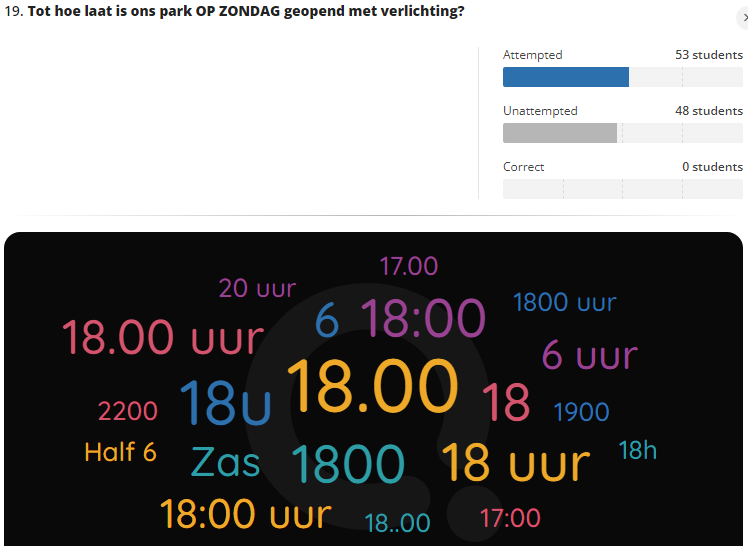 19. Tot hoe laat is ons park OP ZONDAG geopend met verlichting?
Attempted 53 students
Unattempted 48 students
Correct 0 students
17.00
20 uur
6 18:00 1800 uur
18.00 uur
6 uur
18.00
2200 18u 18 1900
Half 6 Zas 1800 18 uur 18h
18:00 uur 18..00 17:00